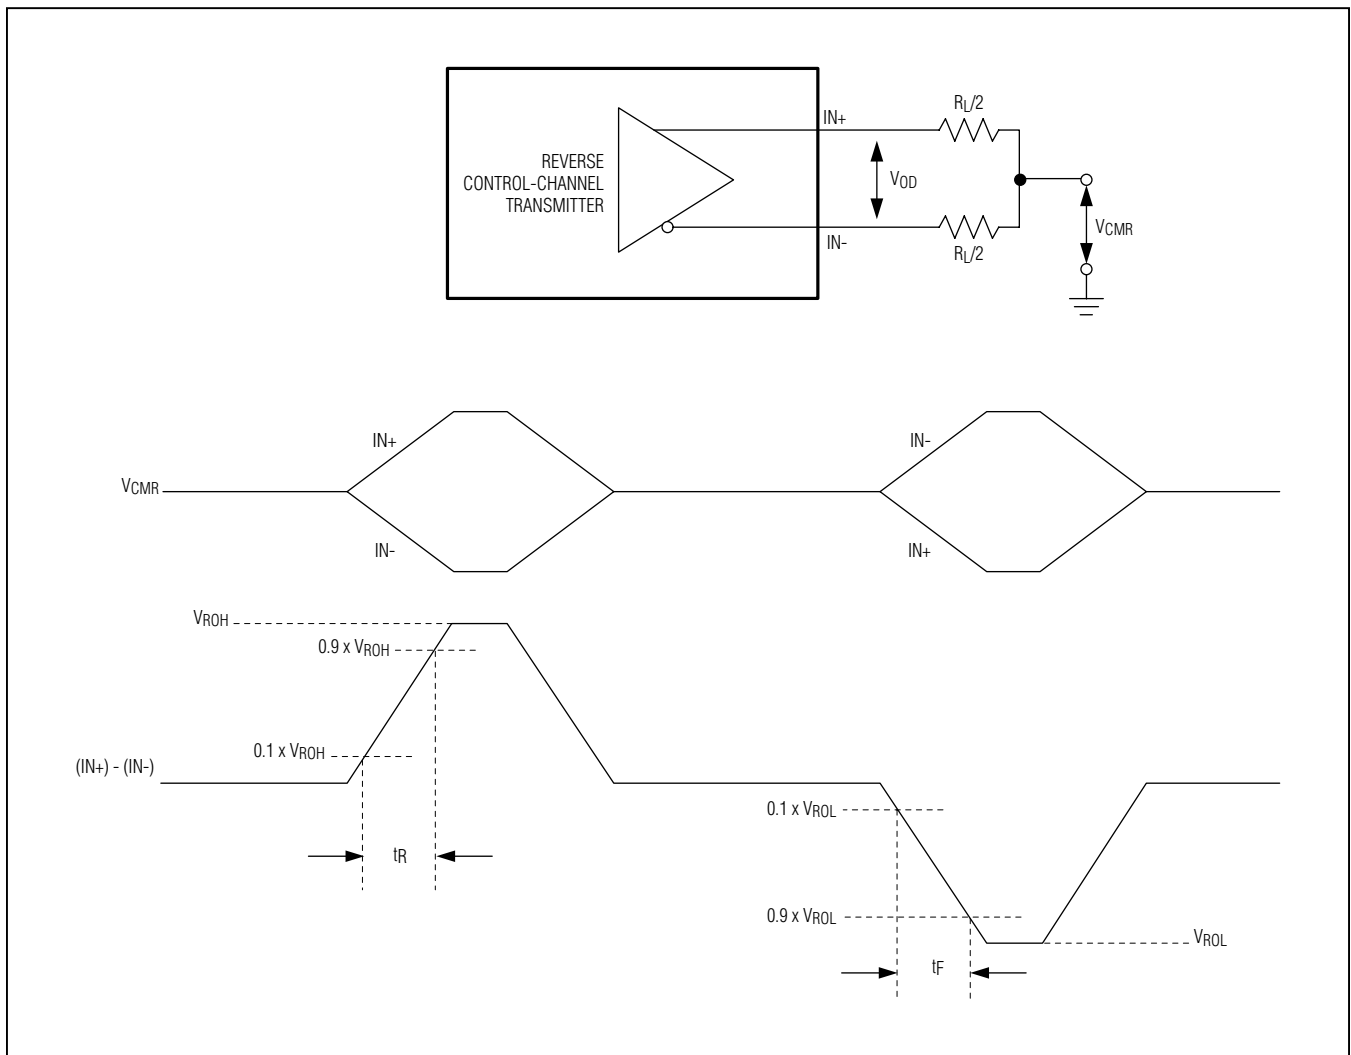 IN+
RL/2
REVERSE
CONTROL-CHANNEL
TRANSMITTER
VOD
IN-
RL/2
VCMR
IN+
IN-
VCMR
IN-
IN+
VROH
0.9 x VROH
0.1 x VROH
(IN+) - (IN-)
0.1 x VROL
tR
0.9 x VROL
VROL
tF